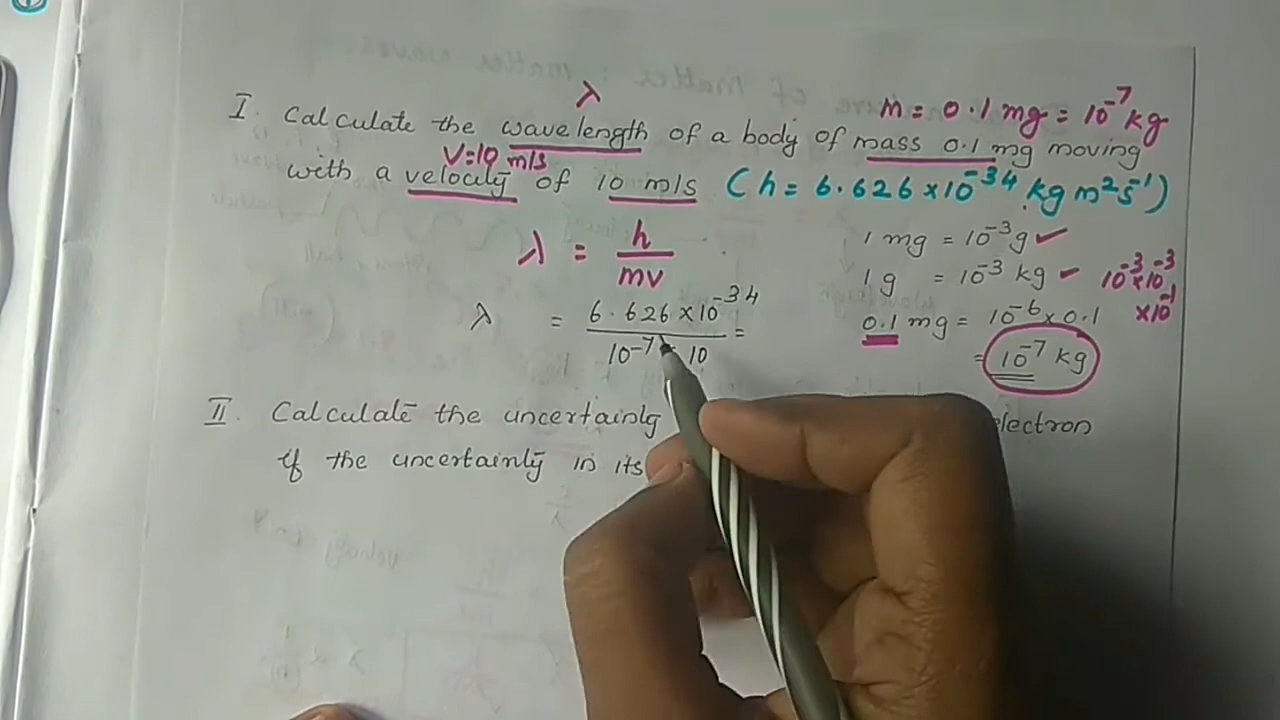 λ
m = 0.1 mg = 10⁻⁷ kg
I. Calculate the wavelength of a body of mass 0.1 mg moving
V=10 m/s
with a velocity of 10 m/s (h = 6.626 × 10⁻³⁴ kg m² s⁻¹)
λ = h / mv
1 mg = 10⁻³ g ✓
1 g = 10⁻³ kg ✓ 10⁻³ × 10⁻³
× 10⁻¹
λ = 6.626 × 10⁻³⁴ / 10⁻⁷ 10 =
0.1 mg = 10⁻⁶ × 0.1
= 10⁻⁷ kg
II. Calculate the uncertainty electron
if the uncertainty in its